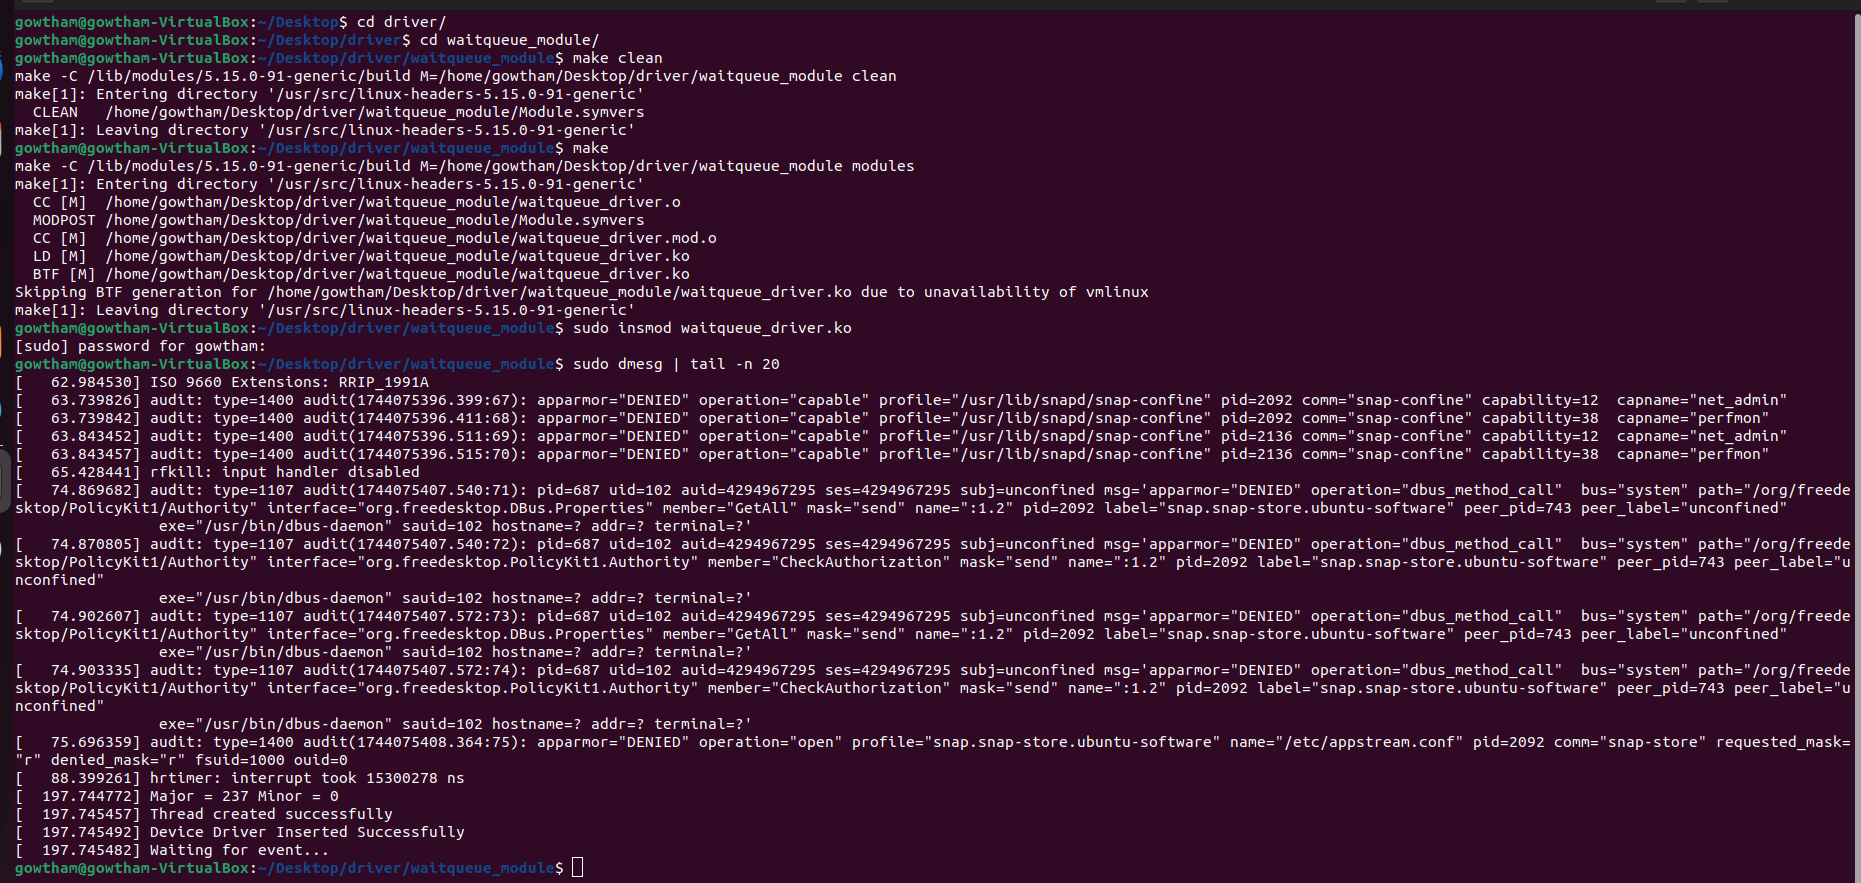 gowtham@gowtham-VirtualBox:~/Desktop$ cd driver/
gowtham@gowtham-VirtualBox:~/Desktop/driver$ cd waitqueue_module/
gowtham@gowtham-VirtualBox:~/Desktop/driver/waitqueue_module$ make clean
make -C /lib/modules/5.15.0-91-generic/build M=/home/gowtham/Desktop/driver/waitqueue_module clean
make[1]: Entering directory '/usr/src/linux-headers-5.15.0-91-generic'
  CLEAN   /home/gowtham/Desktop/driver/waitqueue_module/Module.symvers
make[1]: Leaving directory '/usr/src/linux-headers-5.15.0-91-generic'
gowtham@gowtham-VirtualBox:~/Desktop/driver/waitqueue_module$ make
make -C /lib/modules/5.15.0-91-generic/build M=/home/gowtham/Desktop/driver/waitqueue_module modules
make[1]: Entering directory '/usr/src/linux-headers-5.15.0-91-generic'
  CC [M]  /home/gowtham/Desktop/driver/waitqueue_module/waitqueue_driver.o
  MODPOST /home/gowtham/Desktop/driver/waitqueue_module/Module.symvers
  CC [M]  /home/gowtham/Desktop/driver/waitqueue_module/waitqueue_driver.mod.o
  LD [M]  /home/gowtham/Desktop/driver/waitqueue_module/waitqueue_driver.ko
  BTF [M] /home/gowtham/Desktop/driver/waitqueue_module/waitqueue_driver.ko
Skipping BTF generation for /home/gowtham/Desktop/driver/waitqueue_module/waitqueue_driver.ko due to unavailability of vmlinux
make[1]: Leaving directory '/usr/src/linux-headers-5.15.0-91-generic'
gowtham@gowtham-VirtualBox:~/Desktop/driver/waitqueue_module$ sudo insmod waitqueue_driver.ko
[sudo] password for gowtham:
gowtham@gowtham-VirtualBox:~/Desktop/driver/waitqueue_module$ sudo dmesg | tail -n 20
[   62.984530] ISO 9660 Extensions: RRIP_1991A
[   63.739826] audit: type=1400 audit(1744075396.399:67): apparmor="DENIED" operation="capable" profile="/usr/lib/snapd/snap-confine" pid=2092 comm="snap-confine" capability=12  capname="net_admin"
[   63.739842] audit: type=1400 audit(1744075396.411:68): apparmor="DENIED" operation="capable" profile="/usr/lib/snapd/snap-confine" pid=2092 comm="snap-confine" capability=38  capname="perfmon"
[   63.843452] audit: type=1400 audit(1744075396.511:69): apparmor="DENIED" operation="capable" profile="/usr/lib/snapd/snap-confine" pid=2136 comm="snap-confine" capability=12  capname="net_admin"
[   63.843457] audit: type=1400 audit(1744075396.515:70): apparmor="DENIED" operation="capable" profile="/usr/lib/snapd/snap-confine" pid=2136 comm="snap-confine" capability=38  capname="perfmon"
[   65.428441] rfkill: input handler disabled
[   74.869682] audit: type=1107 audit(1744075407.540:71): pid=687 uid=102 auid=4294967295 ses=4294967295 subj=unconfined msg='apparmor="DENIED" operation="dbus_method_call"  bus="system" path="/org/freede
sktop/PolicyKit1/Authority" interface="org.freedesktop.DBus.Properties" member="GetAll" mask="send" name=":1.2" pid=2092 label="snap.snap-store.ubuntu-software" peer_pid=743 peer_label="unconfined"
                exe="/usr/bin/dbus-daemon" sauid=102 hostname=? addr=? terminal=?'
[   74.870805] audit: type=1107 audit(1744075407.540:72): pid=687 uid=102 auid=4294967295 ses=4294967295 subj=unconfined msg='apparmor="DENIED" operation="dbus_method_call"  bus="system" path="/org/freede
sktop/PolicyKit1/Authority" interface="org.freedesktop.PolicyKit1.Authority" member="CheckAuthorization" mask="send" name=":1.2" pid=2092 label="snap.snap-store.ubuntu-software" peer_pid=743 peer_label="u
nconfined"
                exe="/usr/bin/dbus-daemon" sauid=102 hostname=? addr=? terminal=?'
[   74.902607] audit: type=1107 audit(1744075407.572:73): pid=687 uid=102 auid=4294967295 ses=4294967295 subj=unconfined msg='apparmor="DENIED" operation="dbus_method_call"  bus="system" path="/org/freede
sktop/PolicyKit1/Authority" interface="org.freedesktop.DBus.Properties" member="GetAll" mask="send" name=":1.2" pid=2092 label="snap.snap-store.ubuntu-software" peer_pid=743 peer_label="unconfined"
                exe="/usr/bin/dbus-daemon" sauid=102 hostname=? addr=? terminal=?'
[   74.903335] audit: type=1107 audit(1744075407.572:74): pid=687 uid=102 auid=4294967295 ses=4294967295 subj=unconfined msg='apparmor="DENIED" operation="dbus_method_call"  bus="system" path="/org/freede
sktop/PolicyKit1/Authority" interface="org.freedesktop.PolicyKit1.Authority" member="CheckAuthorization" mask="send" name=":1.2" pid=2092 label="snap.snap-store.ubuntu-software" peer_pid=743 peer_label="u
nconfined"
                exe="/usr/bin/dbus-daemon" sauid=102 hostname=? addr=? terminal=?'
[   75.696359] audit: type=1400 audit(1744075408.364:75): apparmor="DENIED" operation="open" profile="snap.snap-store.ubuntu-software" name="/etc/appstream.conf" pid=2092 comm="snap-store" requested_mask=
"r" denied_mask="r" fsuid=1000 ouid=0
[   88.399261] hrtimer: interrupt took 15300278 ns
[  197.744772] Major = 237 Minor = 0
[  197.745457] Thread created successfully
[  197.745492] Device Driver Inserted Successfully
[  197.745482] Waiting for event...
gowtham@gowtham-VirtualBox:~/Desktop/driver/waitqueue_module$